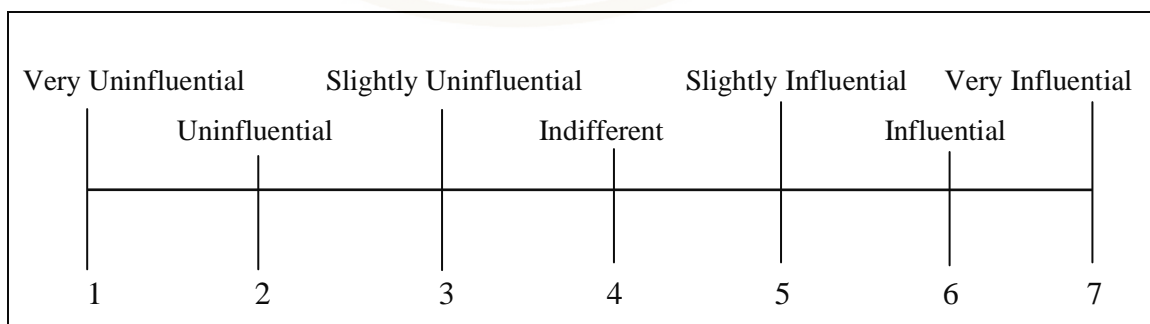 Very Uninfluential Slightly Uninfluential Slightly Influential Very Influential
Uninfluential Indifferent Influential
1 2 3 4 5 6 7